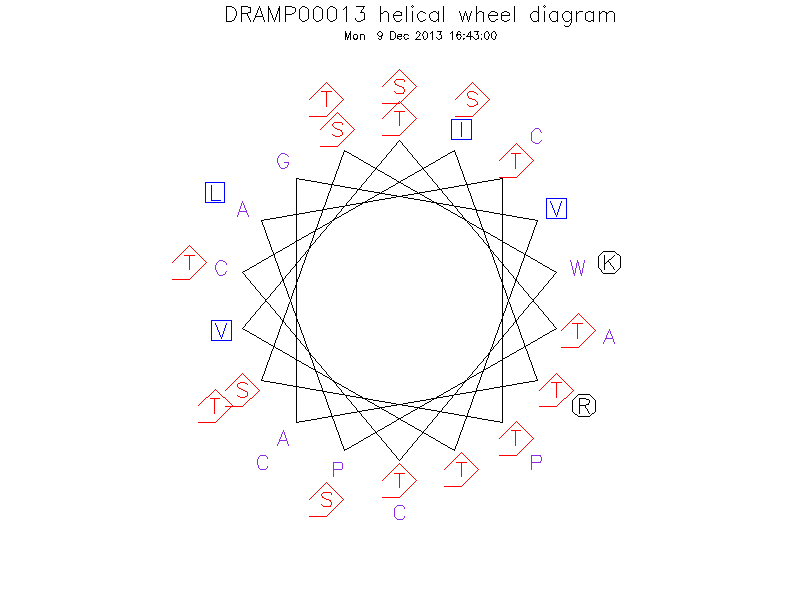 DRAMP00013 helical wheel diagram
Mon 9 Dec 2013 16:43:00
S
T S
T
S I C
G T
L
A V
T C W K
V T A
T S T R
A T
C P
P T
T
S C